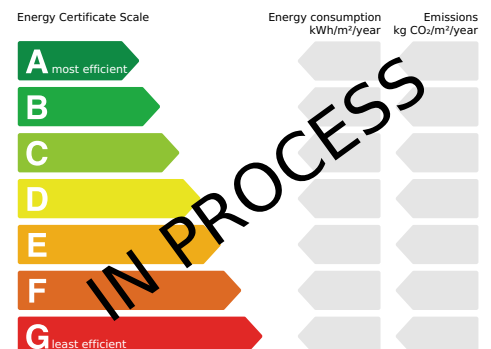 Energy Certificate Scale
Energy consumption
kWh/m²/year
Emissions
kg CO₂/m²/year
A most efficient
B
C
D
E
F
G least efficient
IN PROCESS